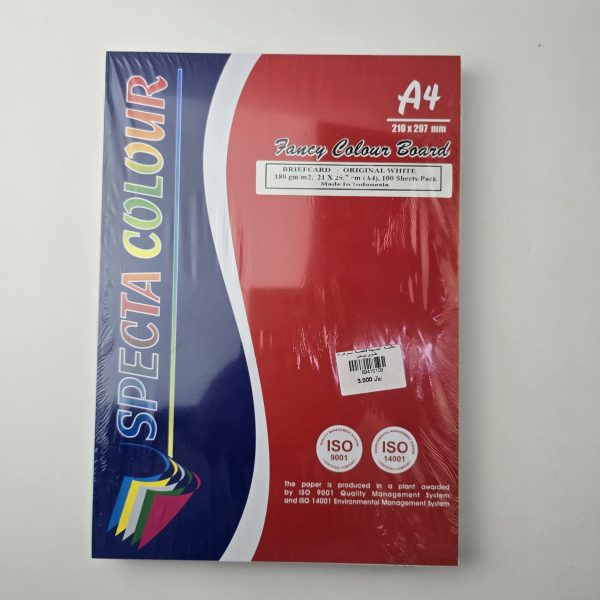 SPECTA COLOUR
A4
210 x 297 mm
Fancy Colour Board
BRIEFCARD - ORIGINAL WHITE
180 gm/m2, 21 X 29.7 cm (A4), 100 Sheets/Pack
Made In Indonesia
3.000
ISO
9001
ISO
14001
The paper is produced in a plant awarded
by ISO 9001 Quality Management System
and ISO 14001 Environmental Management System